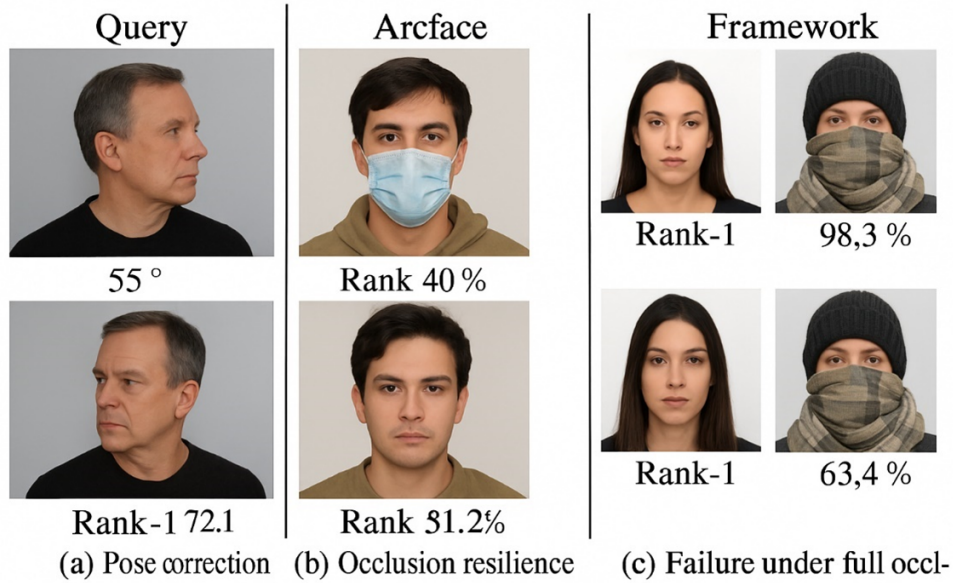 Query
Arcface
Framework
55 °
Rank 40 %
Rank-1
98,3 %
Rank-1 72.1
Rank 31.2%
Rank-1
63,4 %
(a) Pose correction
(b) Occlusion resilience
(c) Failure under full occl-